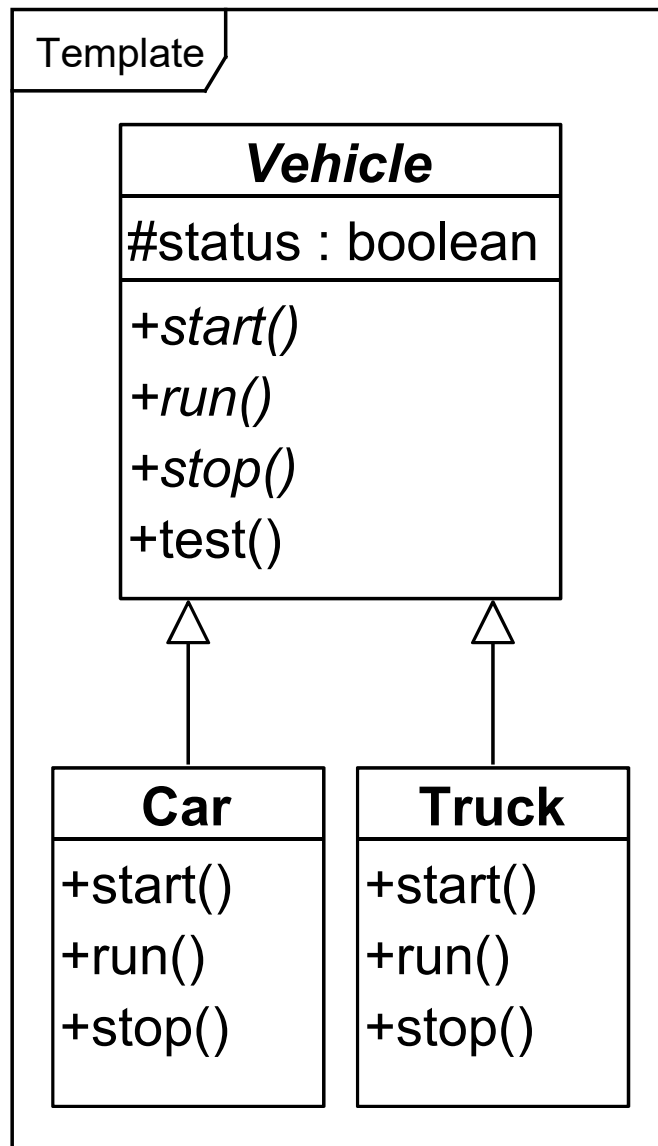 Template
Vehicle
#status : boolean
+start()
+run()
+stop()
+test()
Car
+start()
+run()
+stop()
Truck
+start()
+run()
+stop()